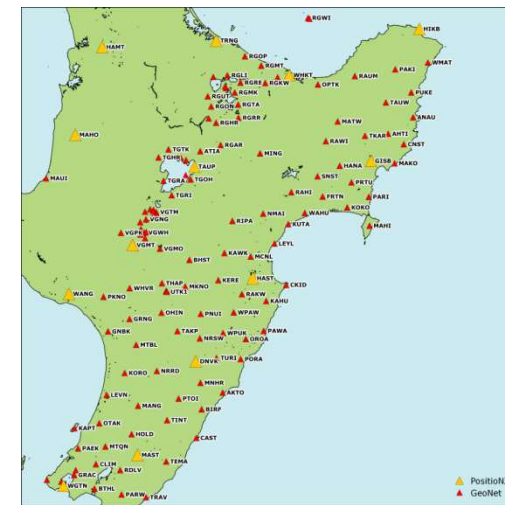 RGWI
HIKB
TRNG
HAMT
RGOP
WMAT
RGMT
PAKI
RGLI
WHKT
RAUM
RGRE
RGKW
OPTK
RGMK
PUKE
RGUT
TAUW
RGTA
RGON
ANAU
RGRR
MATW
RGHR
MAHO
TKAR
AHTI
RAWI
CNST
RGAR
TGTK
ATIA
MING
TGHR
GISB
MAKO
TAUP
HANA
MAUI
SNST
TGRA
TGOH
PRTU
TGRI
RAHI
FRTN
PARI
KOKO
VGTM
NMAI
WAHU
VGNG
RIPA
KUTA
MAHI
VGPK
VGWH
VGMT
LEYL
VGMO
KAWK
BHST
MCNL
HAST
KERE
THAP
CKID
MKNO
WHVR
UTKI
WANG
PKNO
RAKW
KAHU
OHIN
PNUI
WPAW
GRNG
GNBK
TAKP
WPUK
PAWA
NRSW
OROA
MTBL
DNVK
TURI
PORA
KORO
NRRD
MNHR
AKTO
LEVN
PTOI
MANG
BIRF
TINT
OTAK
KAPT
HOLD
CAST
PAEK
MTQN
MAST
TEMA
CLIM
RDLV
GRAC
WGTN
BTHL
PARW
TRAV
PositioN
GeoNet